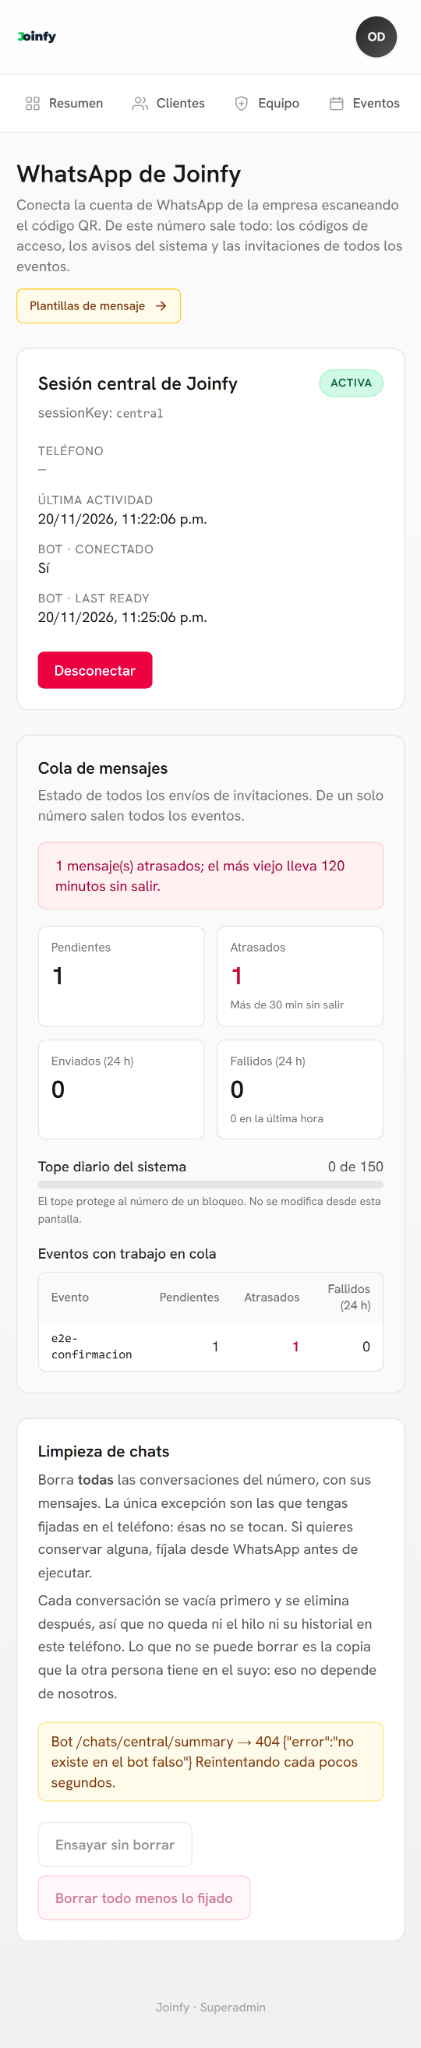 Joinfy
OD
Resumen
Clientes
Equipo
Eventos
WhatsApp de Joinfy
Conecta la cuenta de WhatsApp de la empresa escaneando
el código QR. De este número sale todo: los códigos de
acceso, los avisos del sistema y las invitaciones de todos los
eventos.
Plantillas de mensaje →
Sesión central de Joinfy
ACTIVA
sessionKey: central
TELÉFONO
—
ÚLTIMA ACTIVIDAD
20/11/2026, 11:22:06 p.m.
BOT · CONECTADO
Sí
BOT · LAST READY
20/11/2026, 11:25:06 p.m.
Desconectar
Cola de mensajes
Estado de todos los envíos de invitaciones. De un solo
número salen todos los eventos.
1 mensaje(s) atrasados; el más viejo lleva 120
minutos sin salir.
Pendientes
1
Atrasados
1
Más de 30 min sin salir
Enviados (24 h)
0
Fallidos (24 h)
0
0 en la última hora
Tope diario del sistema
0 de 150
El tope protege al número de un bloqueo. No se modifica desde esta
pantalla.
Eventos con trabajo en cola
Evento Pendientes Atrasados Fallidos (24 h)
e2e-
confirmacion
1 1 0
Limpieza de chats
Borra todas las conversaciones del número, con sus
mensajes. La única excepción son las que tengas
fijadas en el teléfono: ésas no se tocan. Si quieres
conservar alguna, fíjala desde WhatsApp antes de
ejecutar.
Cada conversación se vacía primero y se elimina
después, así que no queda ni el hilo ni su historial en
este teléfono. Lo que no se puede borrar es la copia
que la otra persona tiene en el suyo: eso no depende
de nosotros.
Bot /chats/central/summary → 404 {"error":"no
existe en el bot falso"} Reintentando cada pocos
segundos.
Ensayar sin borrar
Borrar todo menos lo fijado
Joinfy · Superadmin